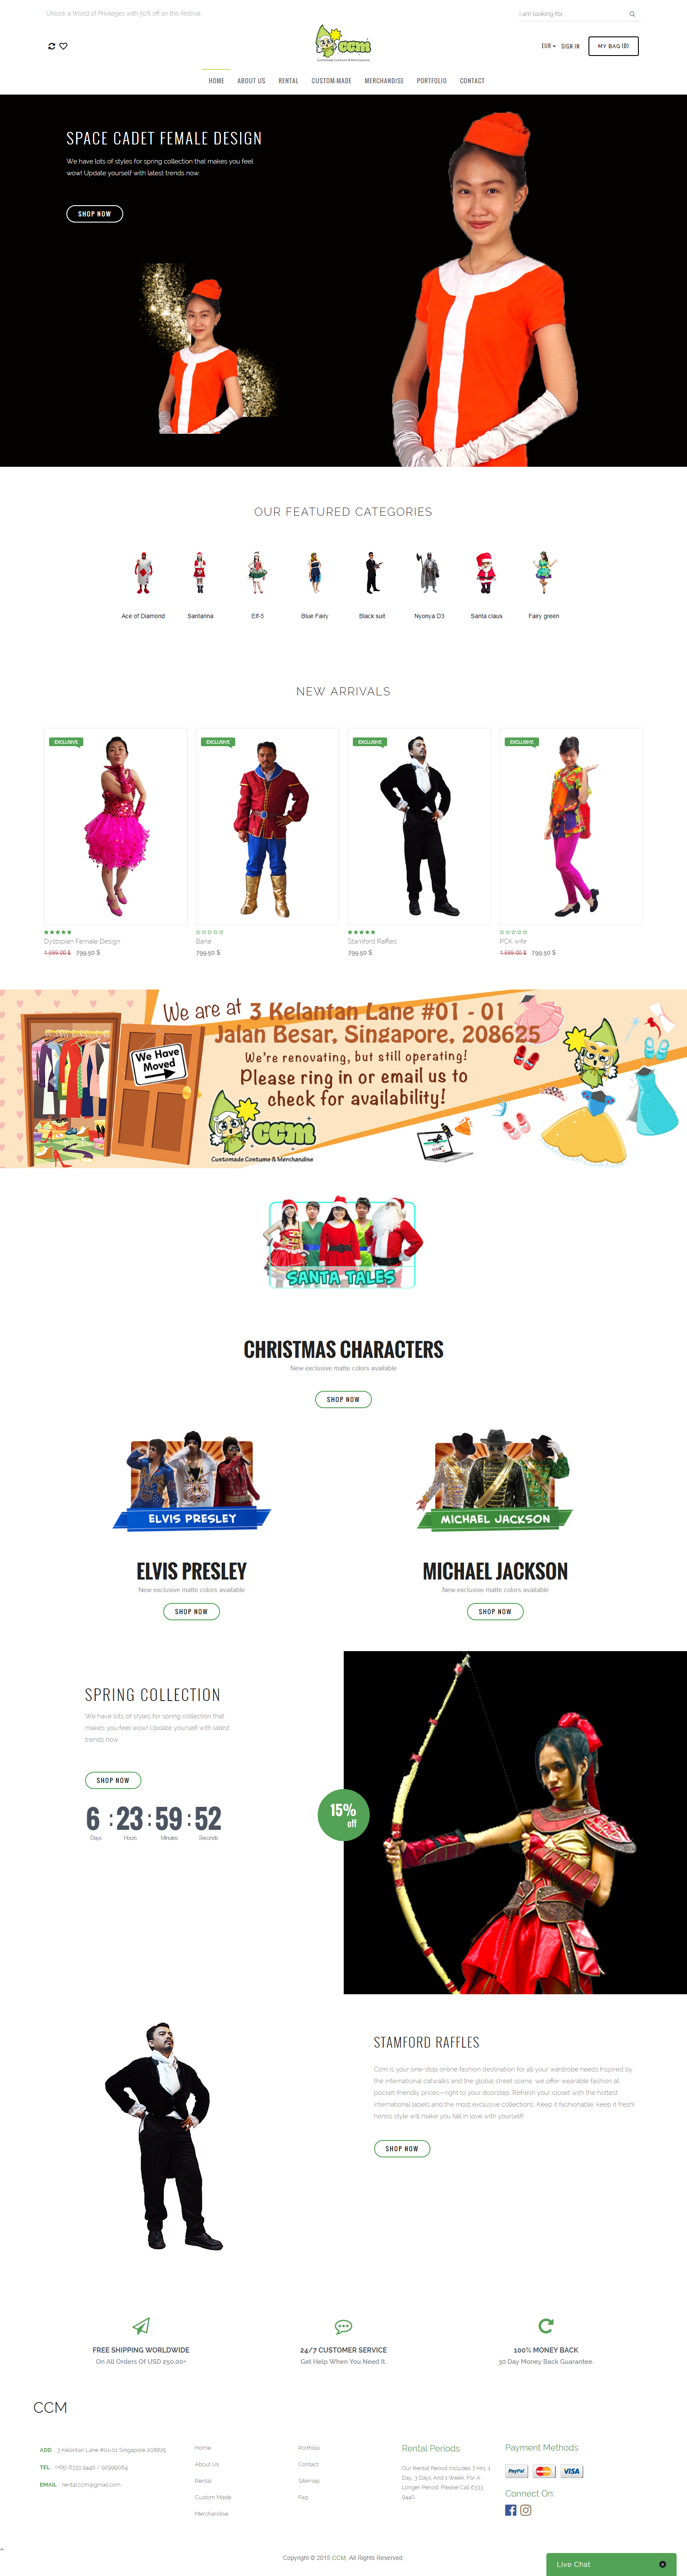 Unlock a World of Privileges with 50% off on this festival
I am looking for ..
ccm
Customade Costume & Merchandise
EUR
SIGN IN
MY BAG (0)
HOME
ABOUT US
RENTAL
CUSTOM-MADE
MERCHANDISE
PORTFOLIO
CONTACT
SPACE CADET FEMALE DESIGN
We have lots of styles for spring collection that makes you feel
wow! Update yourself with latest trends now.
SHOP NOW
OUR FEATURED CATEGORIES
Ace of Diamond
Santarina
Elf-5
Blue Fairy
Black suit
Nyonya D3
Santa claus
Fairy green
NEW ARRIVALS
EXCLUSIVE
EXCLUSIVE
EXCLUSIVE
EXCLUSIVE
Dystopian Female Design
1,599.00 $ 799.50 $
Bane
799.50 $
Stamford Raffles
799.50 $
PCK wife
1,599.00 $ 799.50 $
We are at 3 Kelantan Lane #01 - 01
Jalan Besar, Singapore, 208625
We Have
Moved
We're renovating, but still operating!
Please ring in or email us to
check for availability!
ccm
Customade Costume & Merchandise
SANTA TALES
CHRISTMAS CHARACTERS
New exclusive matte colors available
SHOP NOW
ELVIS PRESLEY
MICHAEL JACKSON
ELVIS PRESLEY
New exclusive matte colors available
SHOP NOW
MICHAEL JACKSON
New exclusive matte colors available
SHOP NOW
SPRING COLLECTION
We have lots of styles for spring collection that
makes you feel wow! Update yourself with latest
trends now.
SHOP NOW
6 : 23 : 59 : 52
Days Hours Minutes Seconds
15%
off
STAMFORD RAFFLES
Ccm is your one-stop online fashion destination for all your wardrobe needs.Inspired by
the international catwalks and the global street scene, we offer wearable fashion at
pocket-friendly prices—right to your doorstep. Refresh your closet with the hottest
international labels and the most exclusive collections. Keep it fashionable, keep it fresh!
honos style will make you fall in love with yourself!
SHOP NOW
FREE SHIPPING WORLDWIDE
On All Orders Of USD 250.00+
24/7 CUSTOMER SERVICE
Get Help When You Need It.
100% MONEY BACK
30 Day Money Back Guarantee.
CCM
ADD : 3 Kelantan Lane #01-01 Singapore 208625
TEL : (+65) 6333 9440 / 92999064
EMAIL : rental.ccm@gmail.com
Home
About Us
Rental
Custom Made
Merchandise
Portfolio
Contact
Sitemap
Faq
Rental Periods
Our Rental Period Includes 7 Hrs, 1
Day, 3 Days And 1 Week. For A
Longer Period, Please Call 6333
9440.
Payment Methods
PayPal
MasterCard
VISA
Connect On:
Copyright © 2015 CCM, All Rights Reserved.
Live Chat